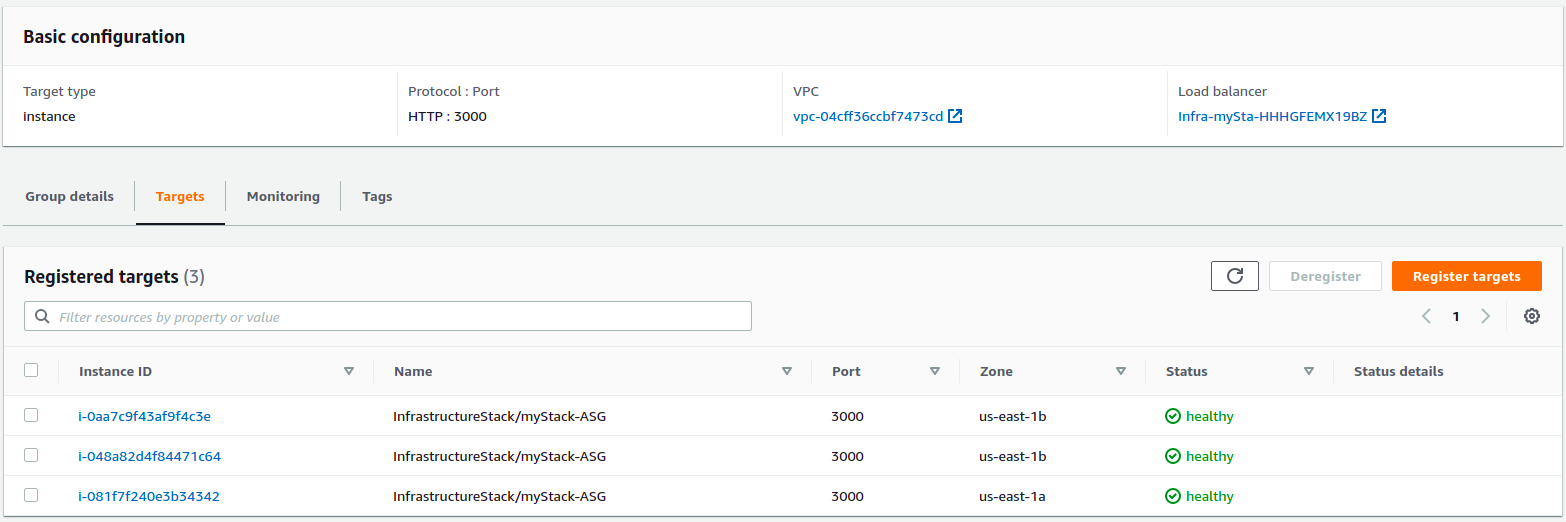 Basic configuration
Target type Protocol : Port VPC Load balancer
instance HTTP : 3000 vpc-04cff36ccbf7473cd Infra-mySta-HHHGFEMX19BZ
Group details Targets Monitoring Tags
Registered targets (3) Deregister Register targets
Filter resources by property or value 1
Instance ID Name Port Zone Status Status details
i-0aa7c9f43af9f4c3e InfrastructureStack/myStack-ASG 3000 us-east-1b healthy
i-048a82d4f84471c64 InfrastructureStack/myStack-ASG 3000 us-east-1b healthy
i-081f7f240e3b34342 InfrastructureStack/myStack-ASG 3000 us-east-1a healthy